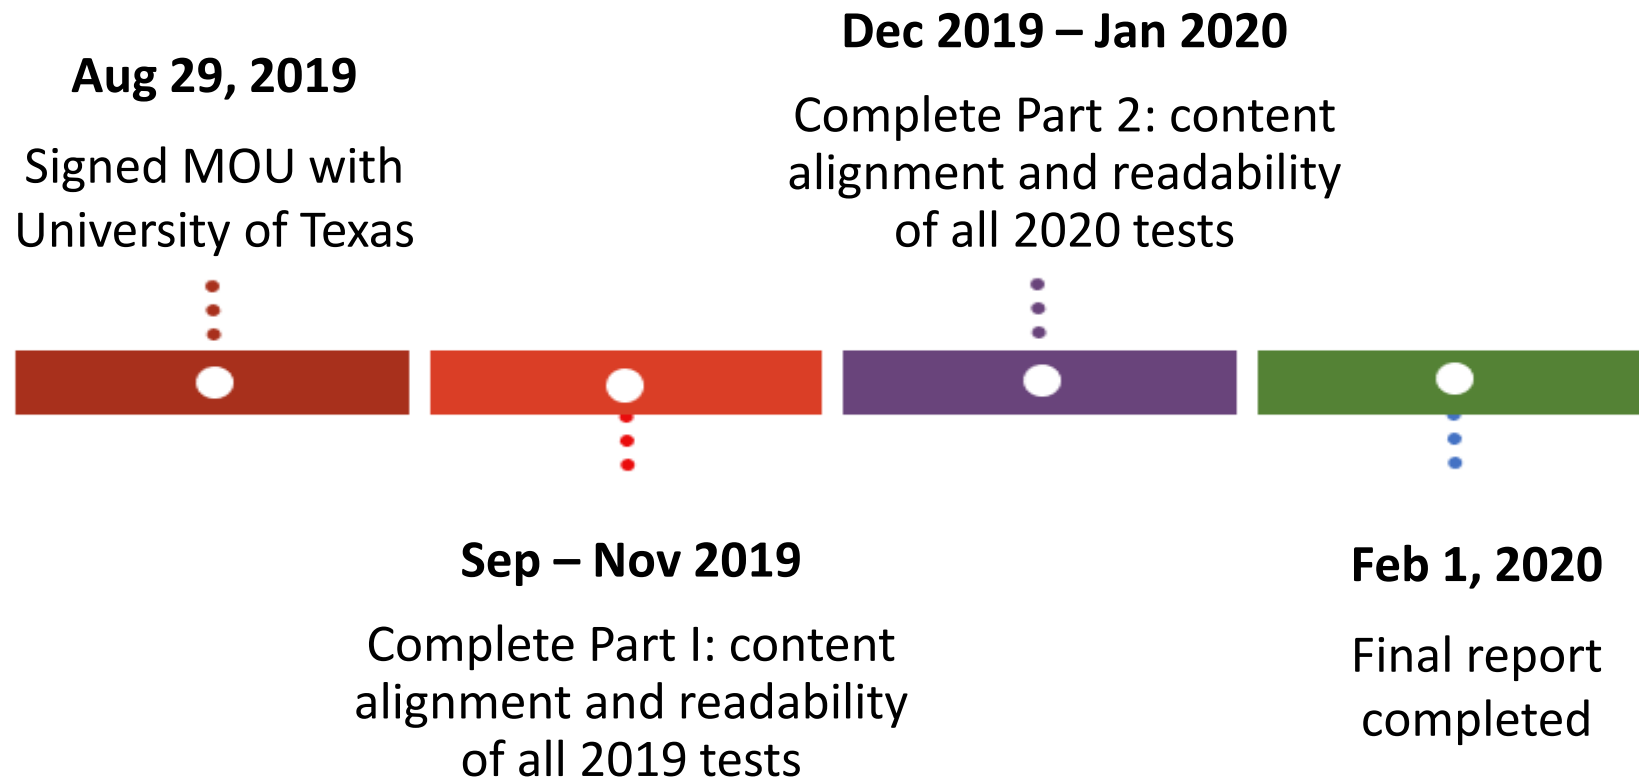 Aug 29, 2019
Signed MOU with
University of Texas
Sep – Nov 2019
Complete Part I: content
alignment and readability
of all 2019 tests
Dec 2019 – Jan 2020
Complete Part 2: content
alignment and readability
of all 2020 tests
Feb 1, 2020
Final report
completed